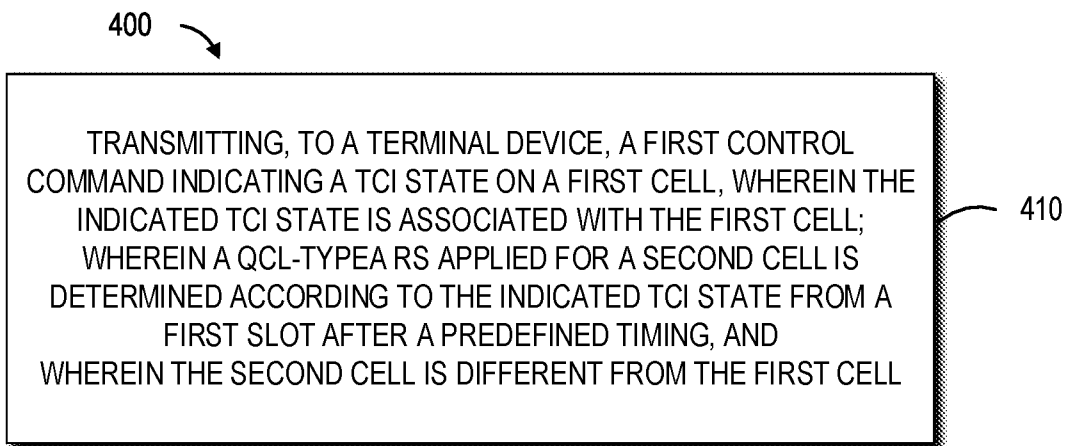 400
TRANSMITTING, TO A TERMINAL DEVICE, A FIRST CONTROL
COMMAND INDICATING A TCI STATE ON A FIRST CELL, WHEREIN THE
INDICATED TCI STATE IS ASSOCIATED WITH THE FIRST CELL;
WHEREIN A QCL-TYPEA RS APPLIED FOR A SECOND CELL IS
DETERMINED ACCORDING TO THE INDICATED TCI STATE FROM A
FIRST SLOT AFTER A PREDEFINED TIMING, AND
WHEREIN THE SECOND CELL IS DIFFERENT FROM THE FIRST CELL
410